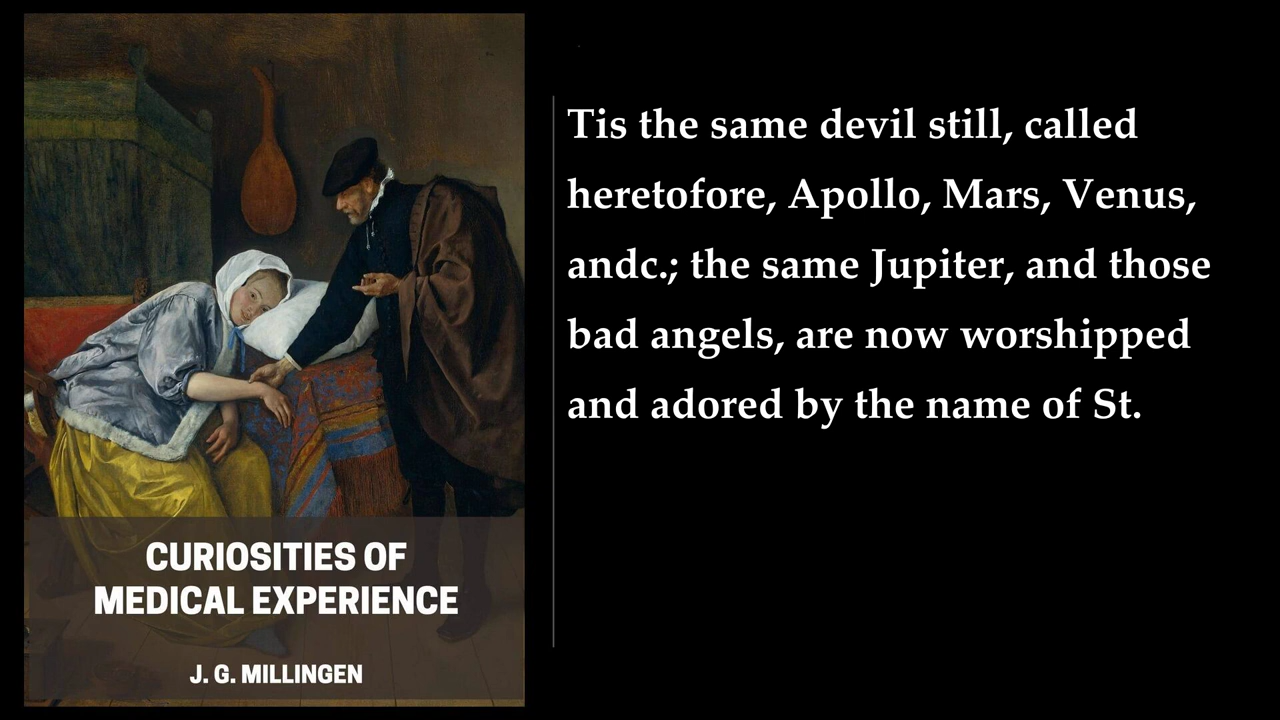 CURIOSITIES OF
MEDICAL EXPERIENCE
J. G. MILLINGEN
Tis the same devil still, called
heretofore, Apollo, Mars, Venus,
andc.; the same Jupiter, and those
bad angels, are now worshipped
and adored by the name of St.